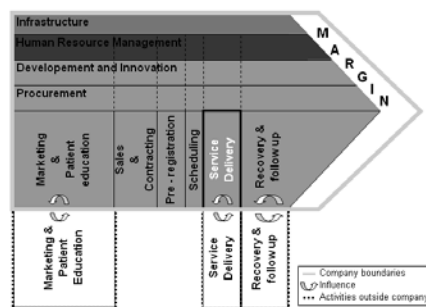 Infrastructure
Human Resource Management
Developement and Innovation
Procurement
MARGIN
Marketing
&
Patient
education
Sales
&
Contracting
Pre - registration
Scheduling
Service
Delivery
Recovery &
follow up
Marketing &
Patient
Education
Service
Delivery
Recovery &
follow up
Company boundaries
Influence
Activities outside company